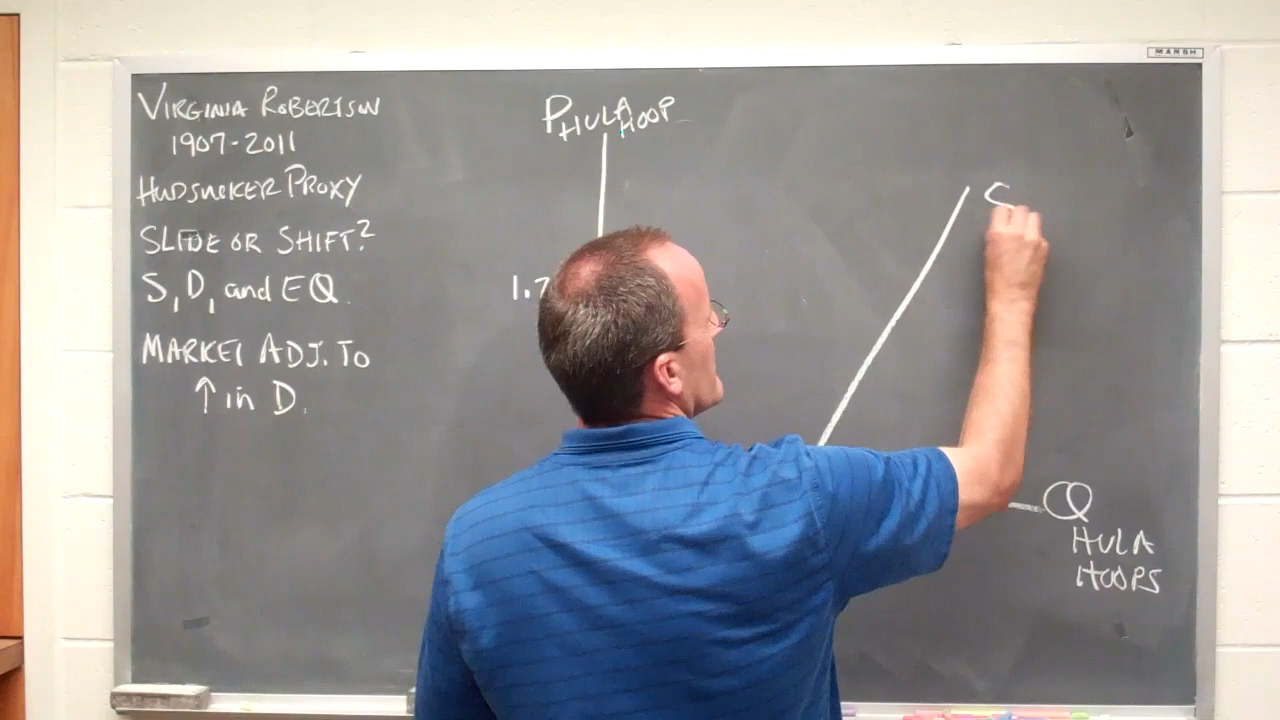 VIRGINIA ROBERTSON
1907-2011
HUDSUCKER PROXY
SLIDE OR SHIFT?
S, D, and EQ.
MARKET ADJ. TO
↑ in D.
P HULA HOOP
1.7
Q
HULA
HOOPS
MARSH